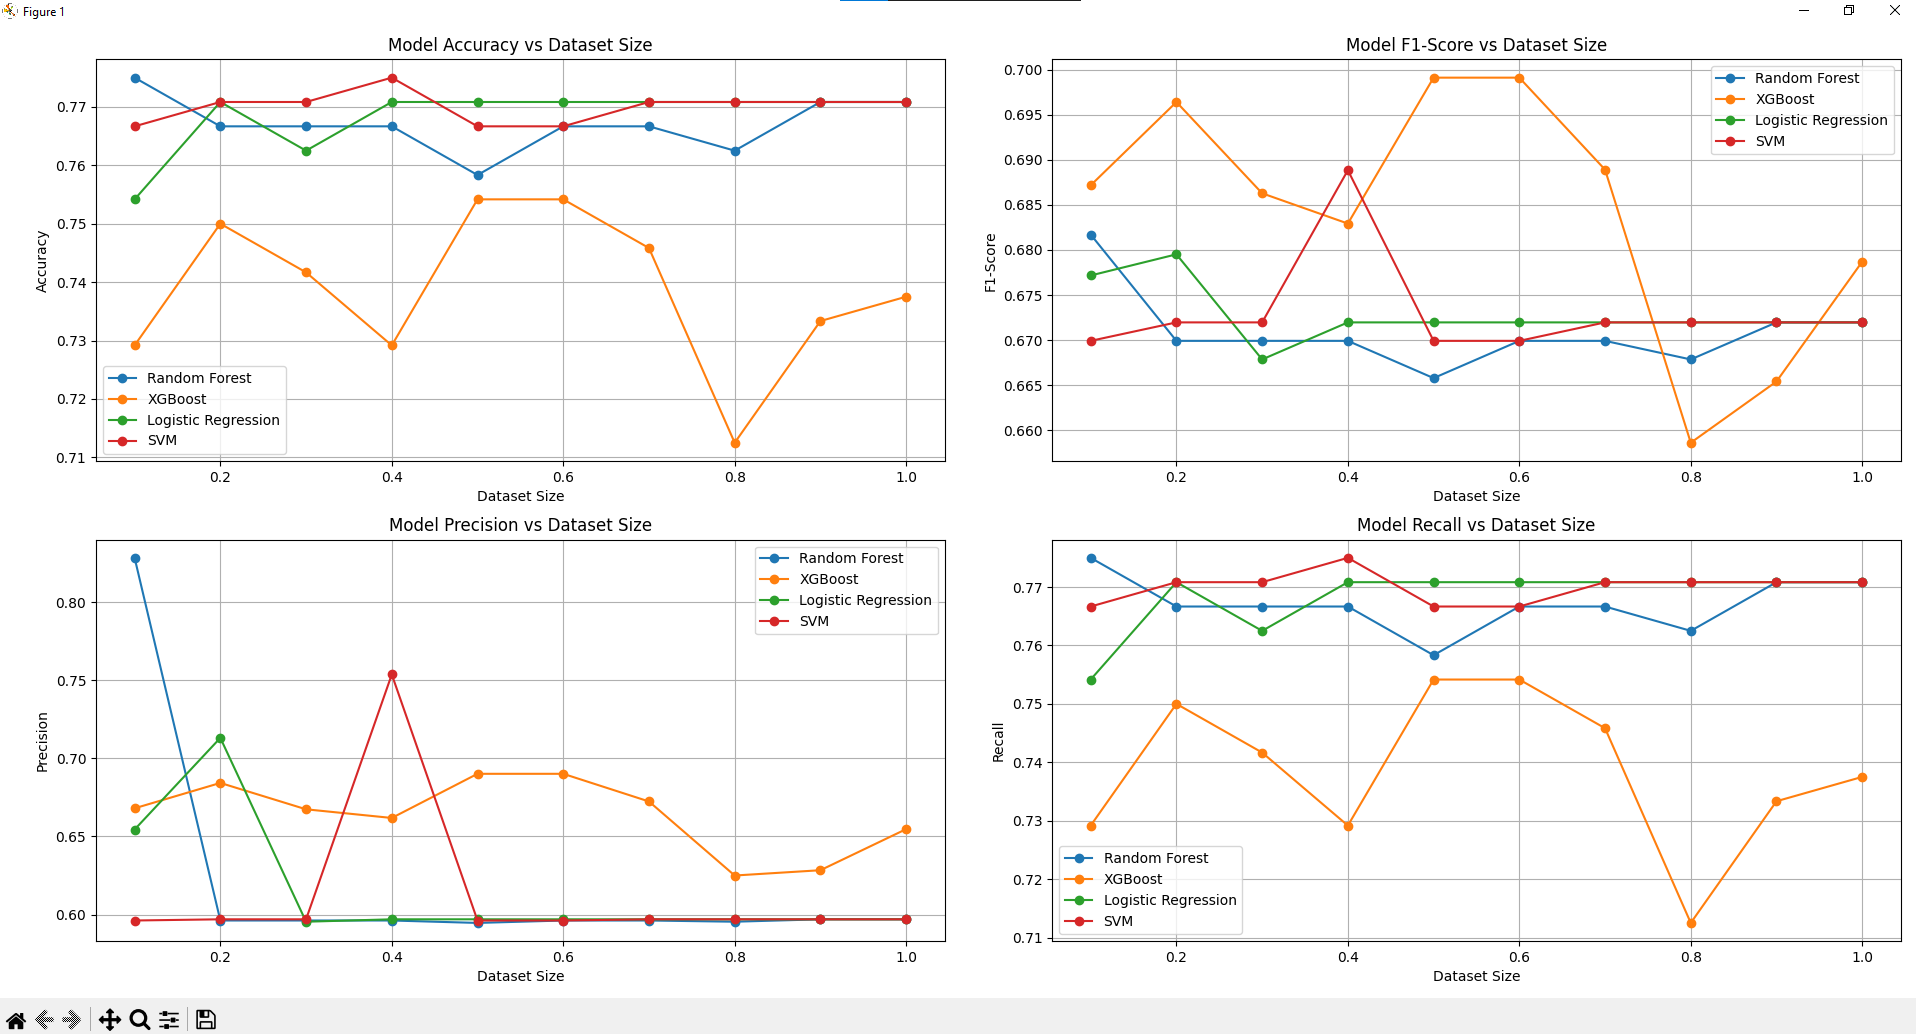 Figure 1
Model Accuracy vs Dataset Size
Accuracy
0.77
0.76
0.75
0.74
0.73
0.72
0.71
Random Forest
XGBoost
Logistic Regression
SVM
0.2 0.4 0.6 0.8 1.0
Dataset Size
Model F1-Score vs Dataset Size
F1-Score
0.700
0.695
0.690
0.685
0.680
0.675
0.670
0.665
0.660
Random Forest
XGBoost
Logistic Regression
SVM
0.2 0.4 0.6 0.8 1.0
Dataset Size
Model Precision vs Dataset Size
Precision
0.80
0.75
0.70
0.65
0.60
Random Forest
XGBoost
Logistic Regression
SVM
0.2 0.4 0.6 0.8 1.0
Dataset Size
Model Recall vs Dataset Size
Recall
0.77
0.76
0.75
0.74
0.73
0.72
0.71
Random Forest
XGBoost
Logistic Regression
SVM
0.2 0.4 0.6 0.8 1.0
Dataset Size